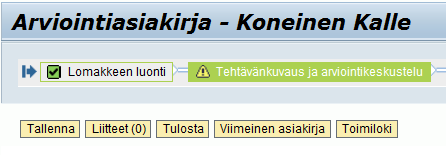 Arviointiasiakirja - Koneinen Kalle
Lomakkeen luonti Tehtävänkuvaus ja arviointikeskustelu
Tallenna Liitteet (0) Tulosta Viimeinen asiakirja Toimiloki